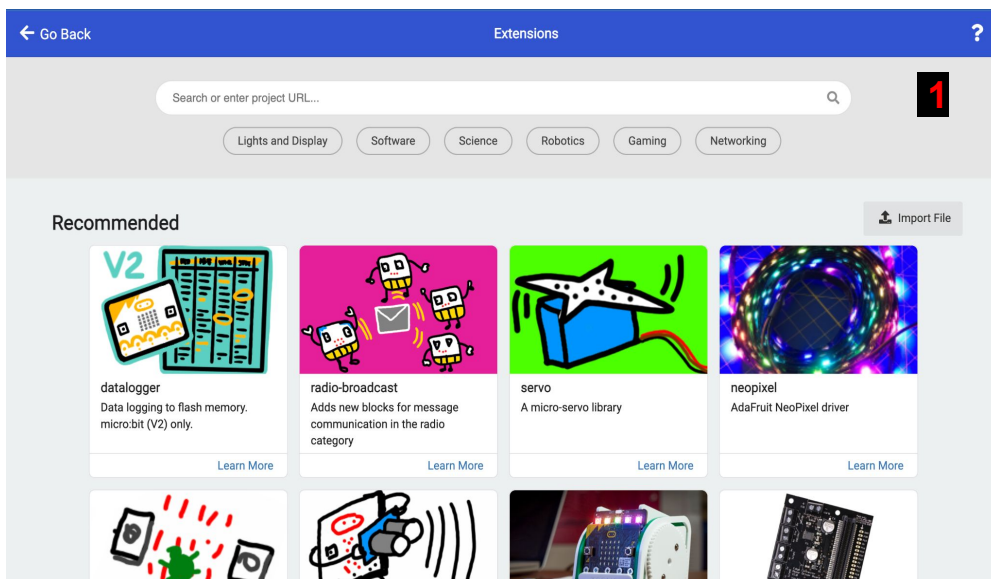 Go Back
Extensions
?
Search or enter project URL...
1
Lights and Display
Software
Science
Robotics
Gaming
Networking
Recommended
Import File
V2
datalogger
Data logging to flash memory.
micro:bit (V2) only.
Learn More
radio-broadcast
Adds new blocks for message
communication in the radio
category
Learn More
servo
A micro-servo library
Learn More
neopixel
AdaFruit NeoPixel driver
Learn More